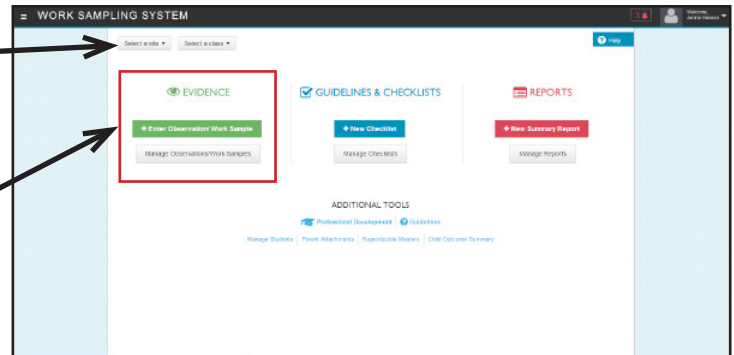 ≡ WORK SAMPLING SYSTEM
3
Welcome,
Select a site ▾ Select a class ▾
Help
EVIDENCE
GUIDELINES & CHECKLISTS
REPORTS
+ Enter Observation/ Work Sample
+ New Checklist
+ New Summary Report
Manage Observations/Work Samples
Manage Checklists
Manage Reports
ADDITIONAL TOOLS
Professional Development Guidelines
Manage Students Parent Attachments Reproducible Masters Child Outcome Summary